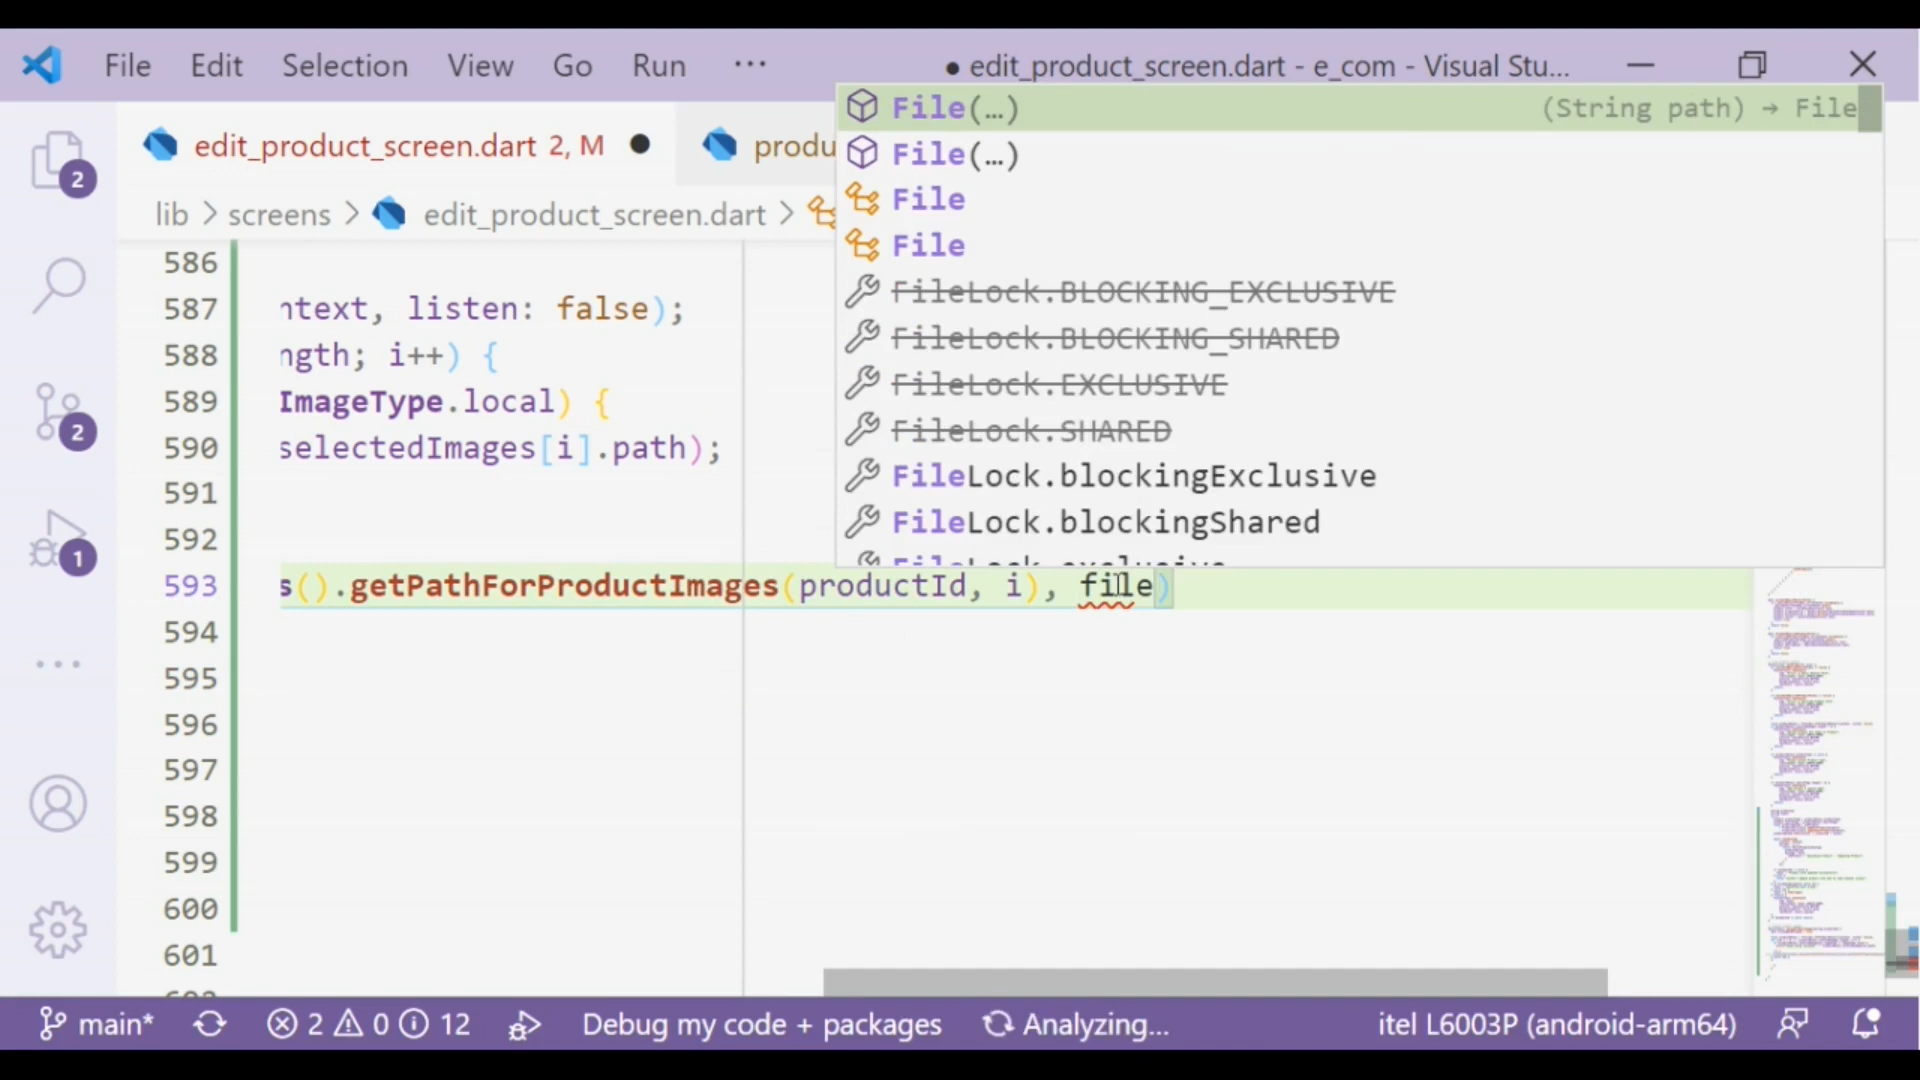 File Edit Selection View Go Run ··· ● edit_product_screen.dart - e_com - Visual Stu...
edit_product_screen.dart 2, M ● produ
lib > screens > edit_product_screen.dart >
File(…) (String path) → File
File(…)
File
File
FileLock.BLOCKING_EXCLUSIVE
FileLock.BLOCKING_SHARED
FileLock.EXCLUSIVE
FileLock.SHARED
FileLock.blockingExclusive
FileLock.blockingShared
FileLock.exclusive
2
2
1
586
587 ntext, listen: false);
588 ngth; i++) {
589 ImageType.local) {
590 selectedImages[i].path);
591
592
593 s().getPathForProductImages(productId, i), file)
594
595
596
597
598
599
600
601
602
main* 2 0 12 Debug my code + packages Analyzing... itel L6003P (android-arm64)